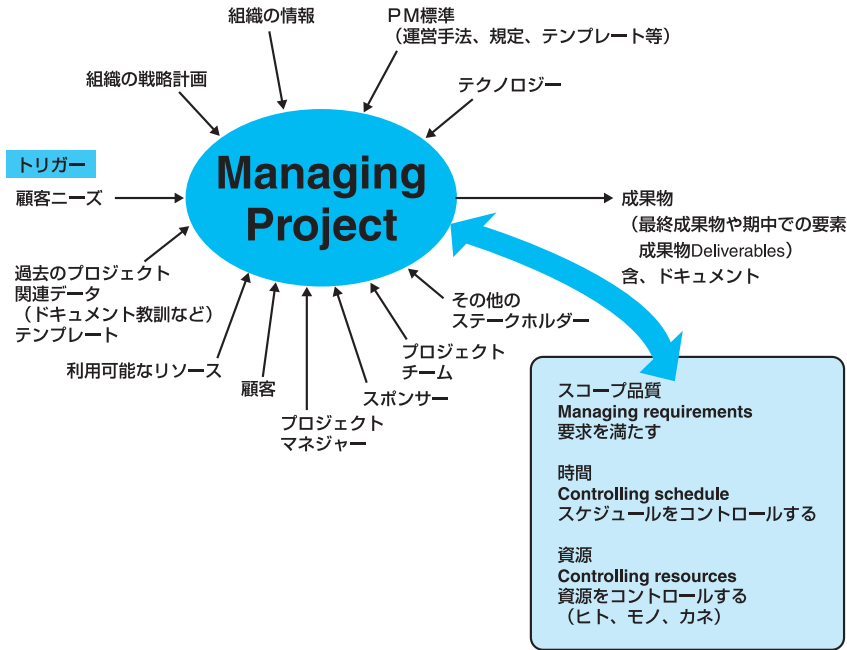 組織の情報
PM標準
（運営手法、規定、テンプレート等）
組織の戦略計画
テクノロジー
トリガー
顧客ニーズ
Managing
Project
成果物
（最終成果物や期中での要素
成果物Deliverables）
含、ドキュメント
過去のプロジェクト
関連データ
（ドキュメント教訓など）
テンプレート
利用可能なリソース
顧客
プロジェクト
マネジャー
スポンサー
プロジェクト
チーム
その他の
ステークホルダー
スコープ品質
Managing requirements
要求を満たす
時間
Controlling schedule
スケジュールをコントロールする
資源
Controlling resources
資源をコントロールする
（ヒト、モノ、カネ）